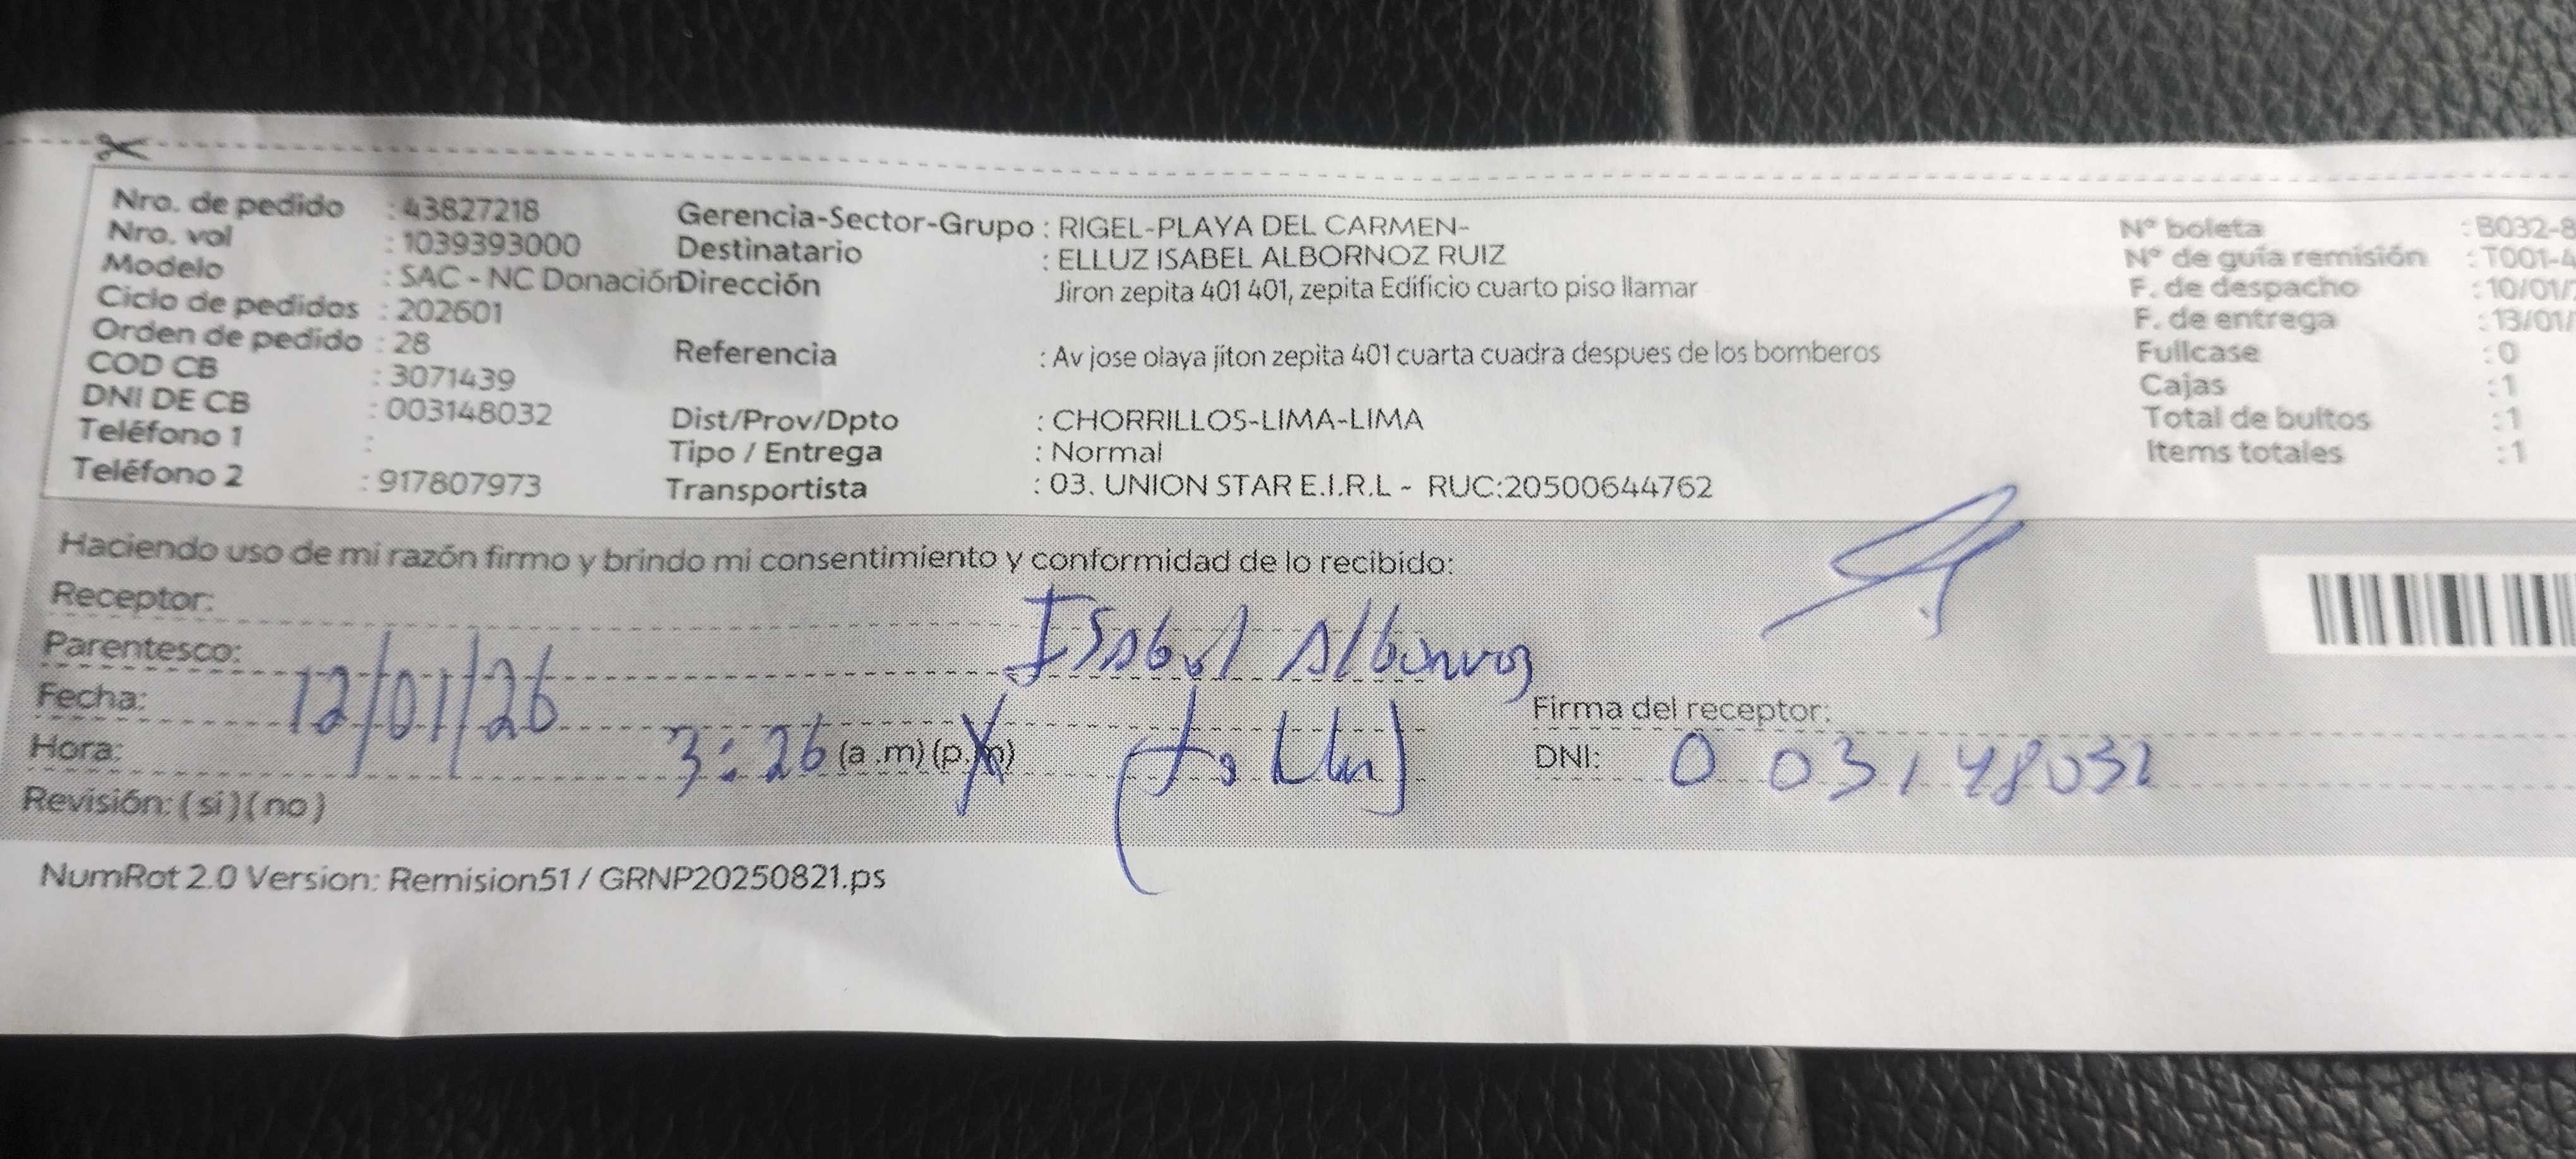 Nro. de pedido : 43827218
Nro. vol : 1039393000
Modelo : SAC - NC Donación
Ciclo de pedidos : 202601
Orden de pedido : 28
COD CB : 3071439
DNI DE CB : 003148032
Teléfono 1 :
Teléfono 2 : 917807973
Gerencia-Sector-Grupo : RIGEL-PLAYA DEL CARMEN-
Destinatario : ELLUZ ISABEL ALBORNOZ RUIZ
Dirección Jiron zepita 401 401, zepita Edificio cuarto piso llamar
Referencia : Av jose olaya jiton zepita 401 cuarta cuadra despues de los bomberos
Dist/Prov/Dpto : CHORRILLOS-LIMA-LIMA
Tipo / Entrega : Normal
Transportista : 03. UNION STAR E.I.R.L - RUC:20500644762
N° boleta : B032-8
N° de guía remisión : T001-4
F. de despacho : 10/01/
F. de entrega : 13/01/
Fullcase : 0
Cajas : 1
Total de bultos : 1
Items totales : 1
Haciendo uso de mi razón firmo y brindo mi consentimiento y conformidad de lo recibido:
Receptor:
Parentesco: Isabel Albornoz
Fecha: 12/01/26
Hora: 3:26 (a .m) (p.m)
Revisión: ( si ) ( no )
Firma del receptor:
DNI: 003148032
NumRot 2.0 Version: Remision51 / GRNP20250821.ps